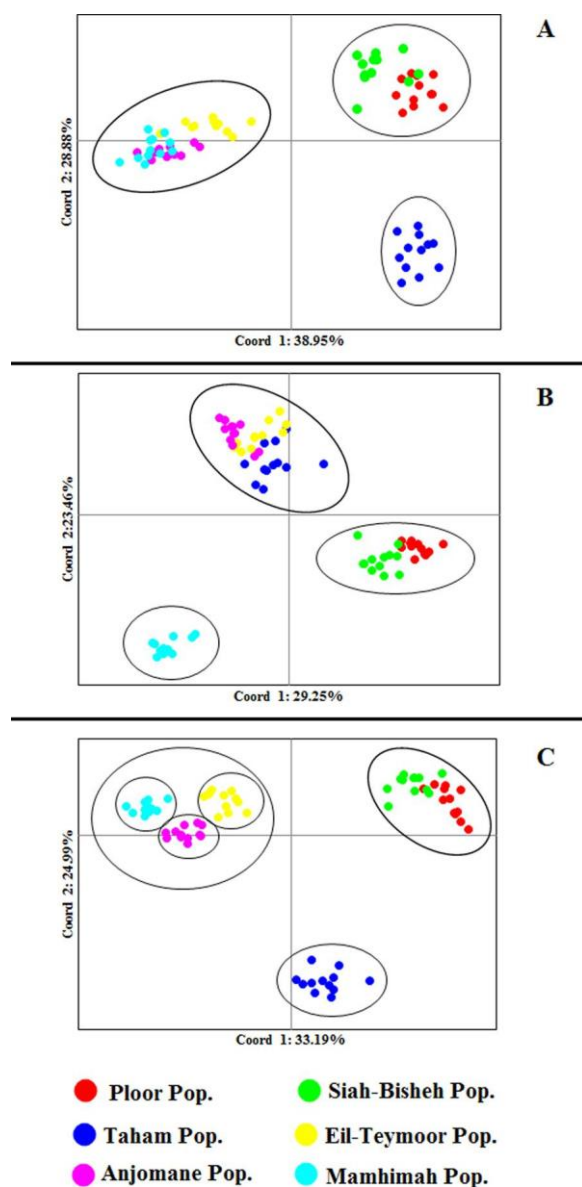 A
Coord 2: 28.88%
Coord 1: 38.95%
B
Coord 2:23.46%
Coord 1: 29.25%
C
Coord 2: 24.99%
Coord 1: 33.19%
Ploor Pop.
Siah-Bisheh Pop.
Taham Pop.
Eil-Teymoor Pop.
Anjomane Pop.
Mamhimah Pop.